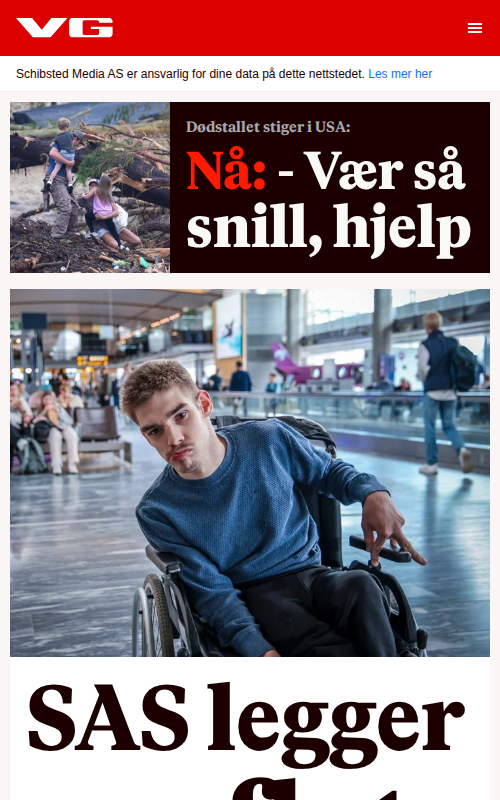 VG
Schibsted Media AS er ansvarlig for dine data på dette nettstedet. Les mer her
Dødstallet stiger i USA:
Nå: - Vær så
snill, hjelp
SAS legger